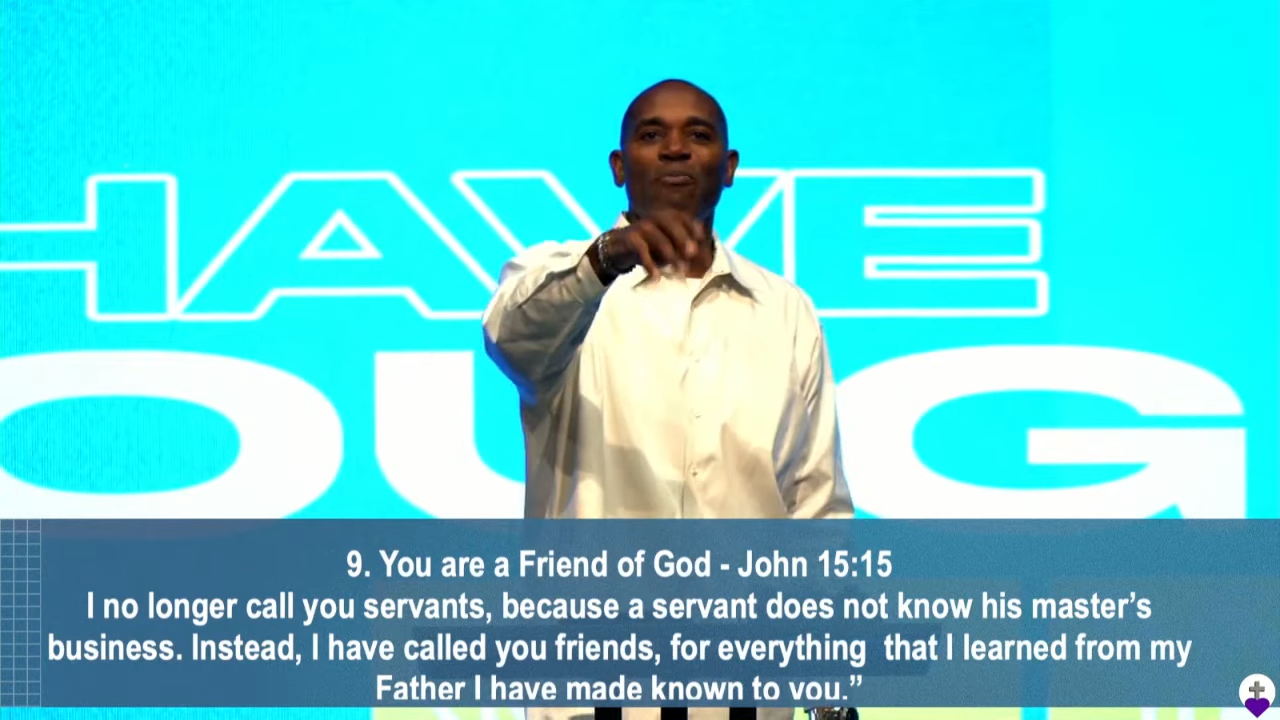 HAVE
OU G
9. You are a Friend of God - John 15:15
I no longer call you servants, because a servant does not know his master’s
business. Instead, I have called you friends, for everything  that I learned from my
Father I have made known to you.”